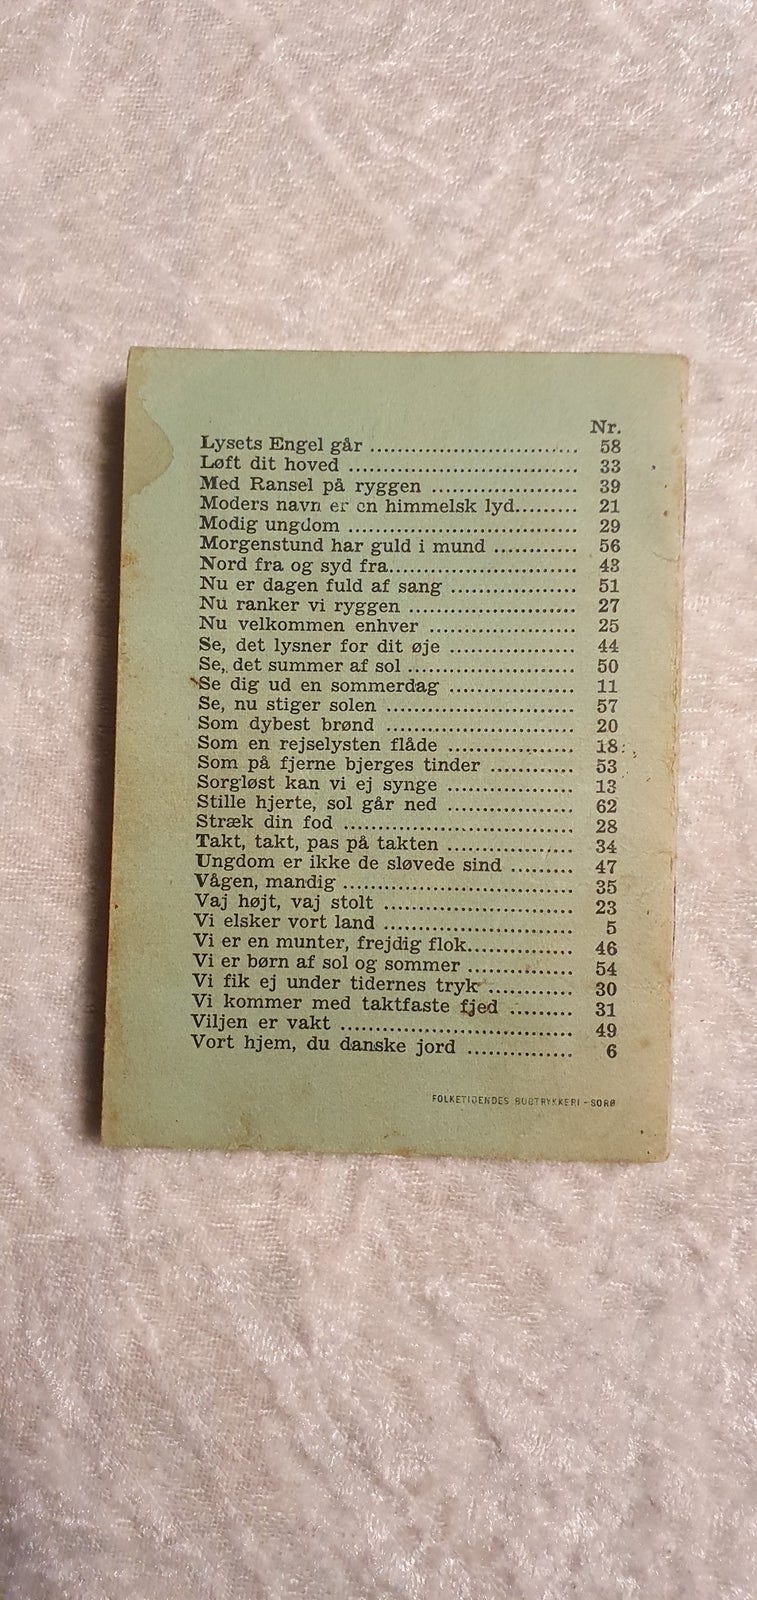 Nr.
Lysets Engel går .............................. 58
Løft dit hoved ................................. 33
Med Ransel på ryggen ..................... 39
Moders navn er en himmelsk lyd......... 21
Modig ungdom ................................. 29
Morgenstund har guld i mund ............ 56
Nord fra og syd fra........................... 43
Nu er dagen fuld af sang .................. 51
Nu ranker vi ryggen ........................ 27
Nu velkommen enhver ..................... 25
Se, det lysner for dit øje .................. 44
Se, det summer af sol ........................ 50
Se dig ud en sommerdag .................. 11
Se, nu stiger solen ........................... 57
Som dybest brønd ........................... 20
Som en rejselysten flåde .................. 18
Som på fjerne bjerges tinder ............ 53
Sorgløst kan vi ej synge .................. 13
Stille hjerte, sol går ned .................. 62
Stræk din fod ................................. 28
Takt, takt, pas på takten .................. 34
Ungdom er ikke de sløvede sind ......... 47
Vågen, mandig ................................. 35
Vaj højt, vaj stolt ........................... 23
Vi elsker vort land ........................... 5
Vi er en munter, frejdig flok............... 46
Vi er børn af sol og sommer ............... 54
Vi fik ej under tidernes tryk ............ 30
Vi kommer med taktfaste fjed ......... 31
Viljen er vakt ................................. 49
Vort hjem, du danske jord ............... 6
FOLKETIDENDES BOGTRYKKERI - SORØ